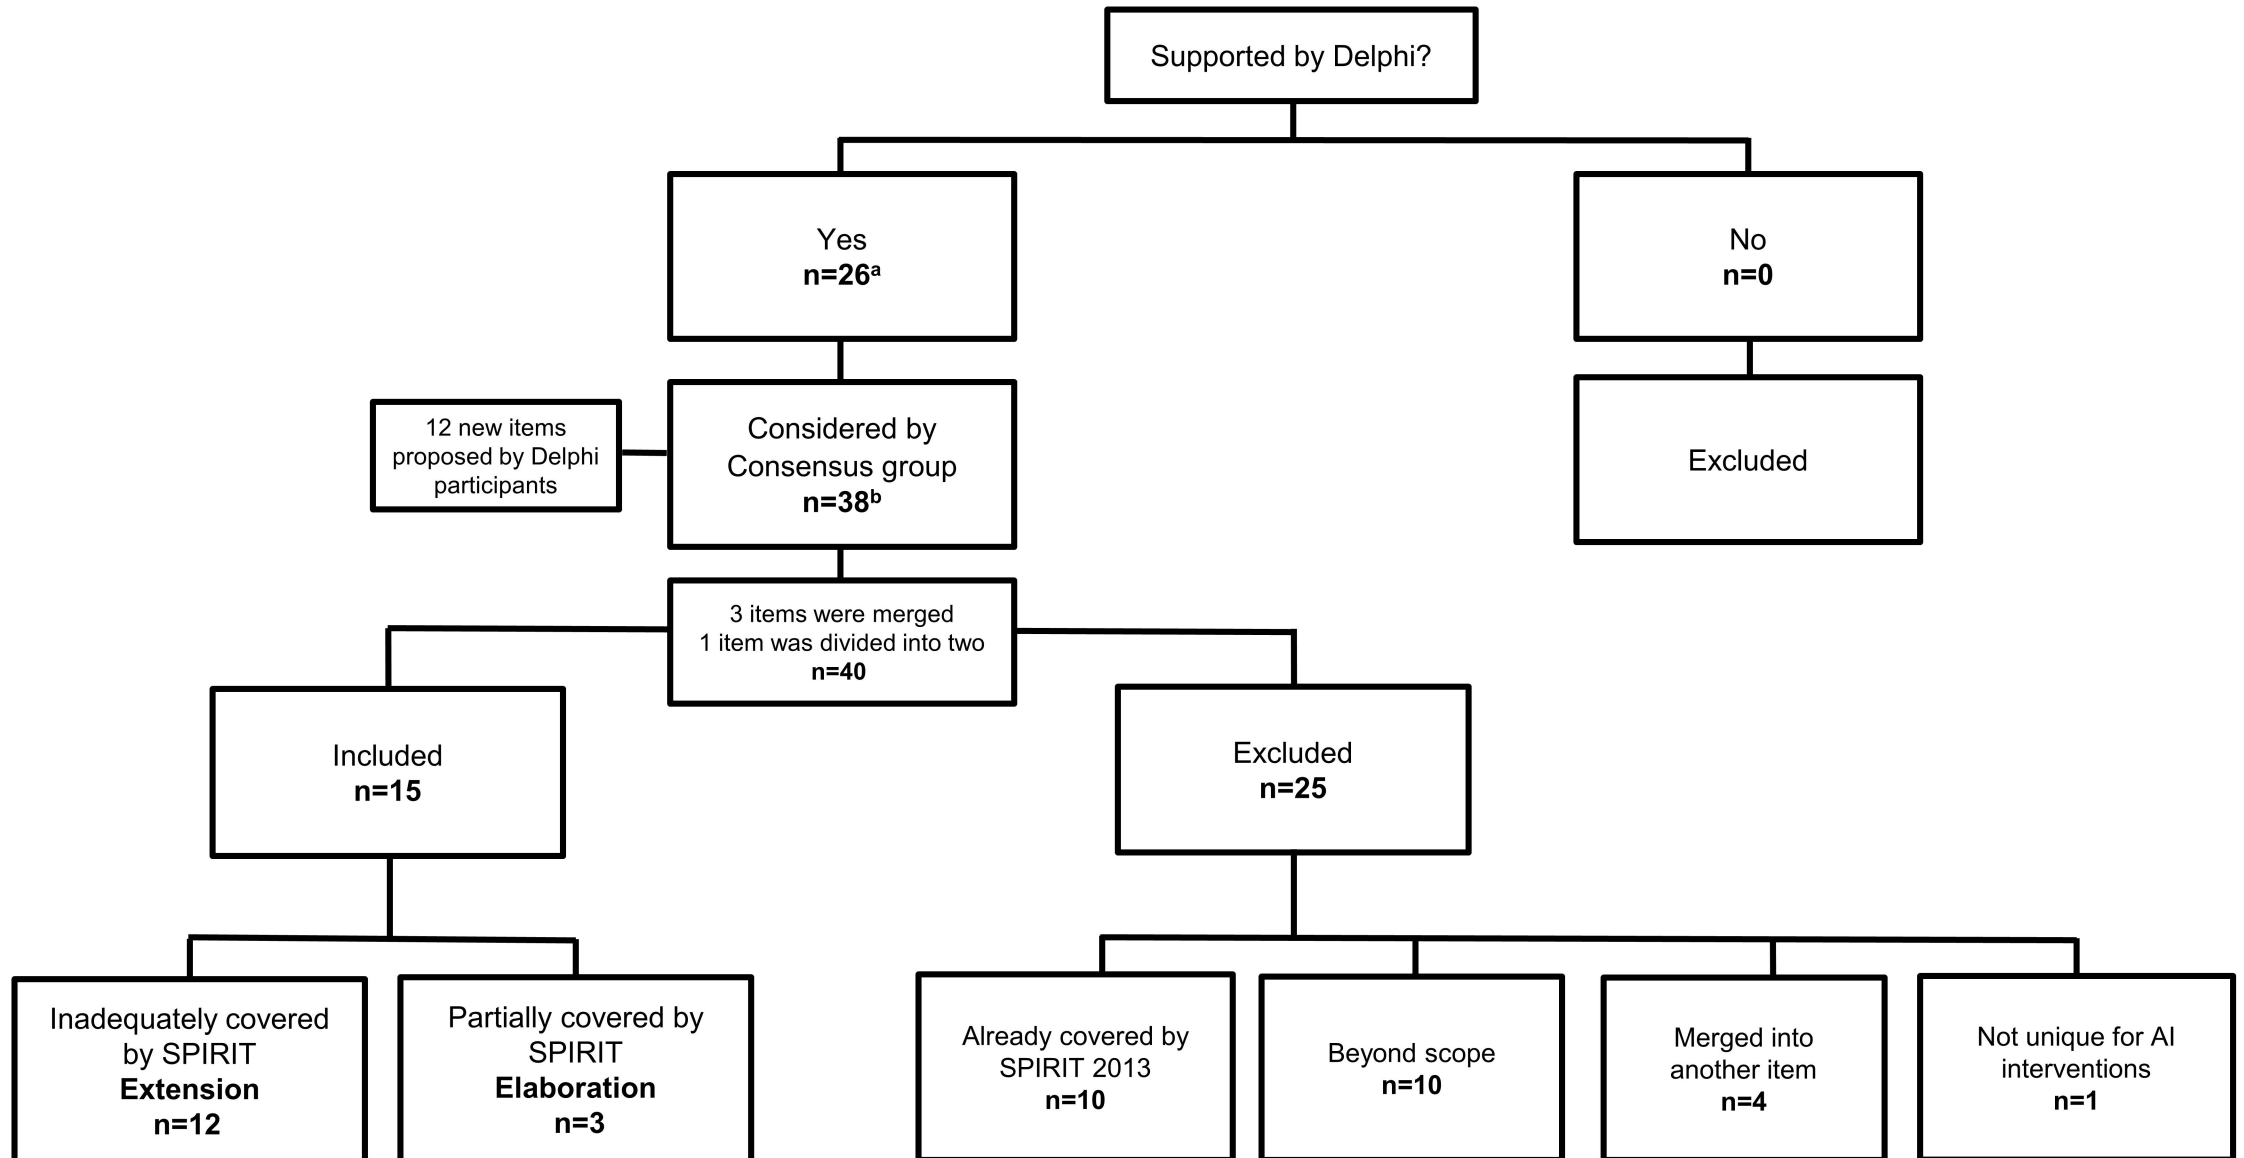 Supported by Delphi?
Yes
n=26ᵃ
No
n=0
12 new items
proposed by Delphi
participants
Considered by
Consensus group
n=38ᵇ
Excluded
3 items were merged
1 item was divided into two
n=40
Included
n=15
Excluded
n=25
Inadequately covered
by SPIRIT
Extension
n=12
Partially covered by
SPIRIT
Elaboration
n=3
Already covered by
SPIRIT 2013
n=10
Beyond scope
n=10
Merged into
another item
n=4
Not unique for AI
interventions
n=1